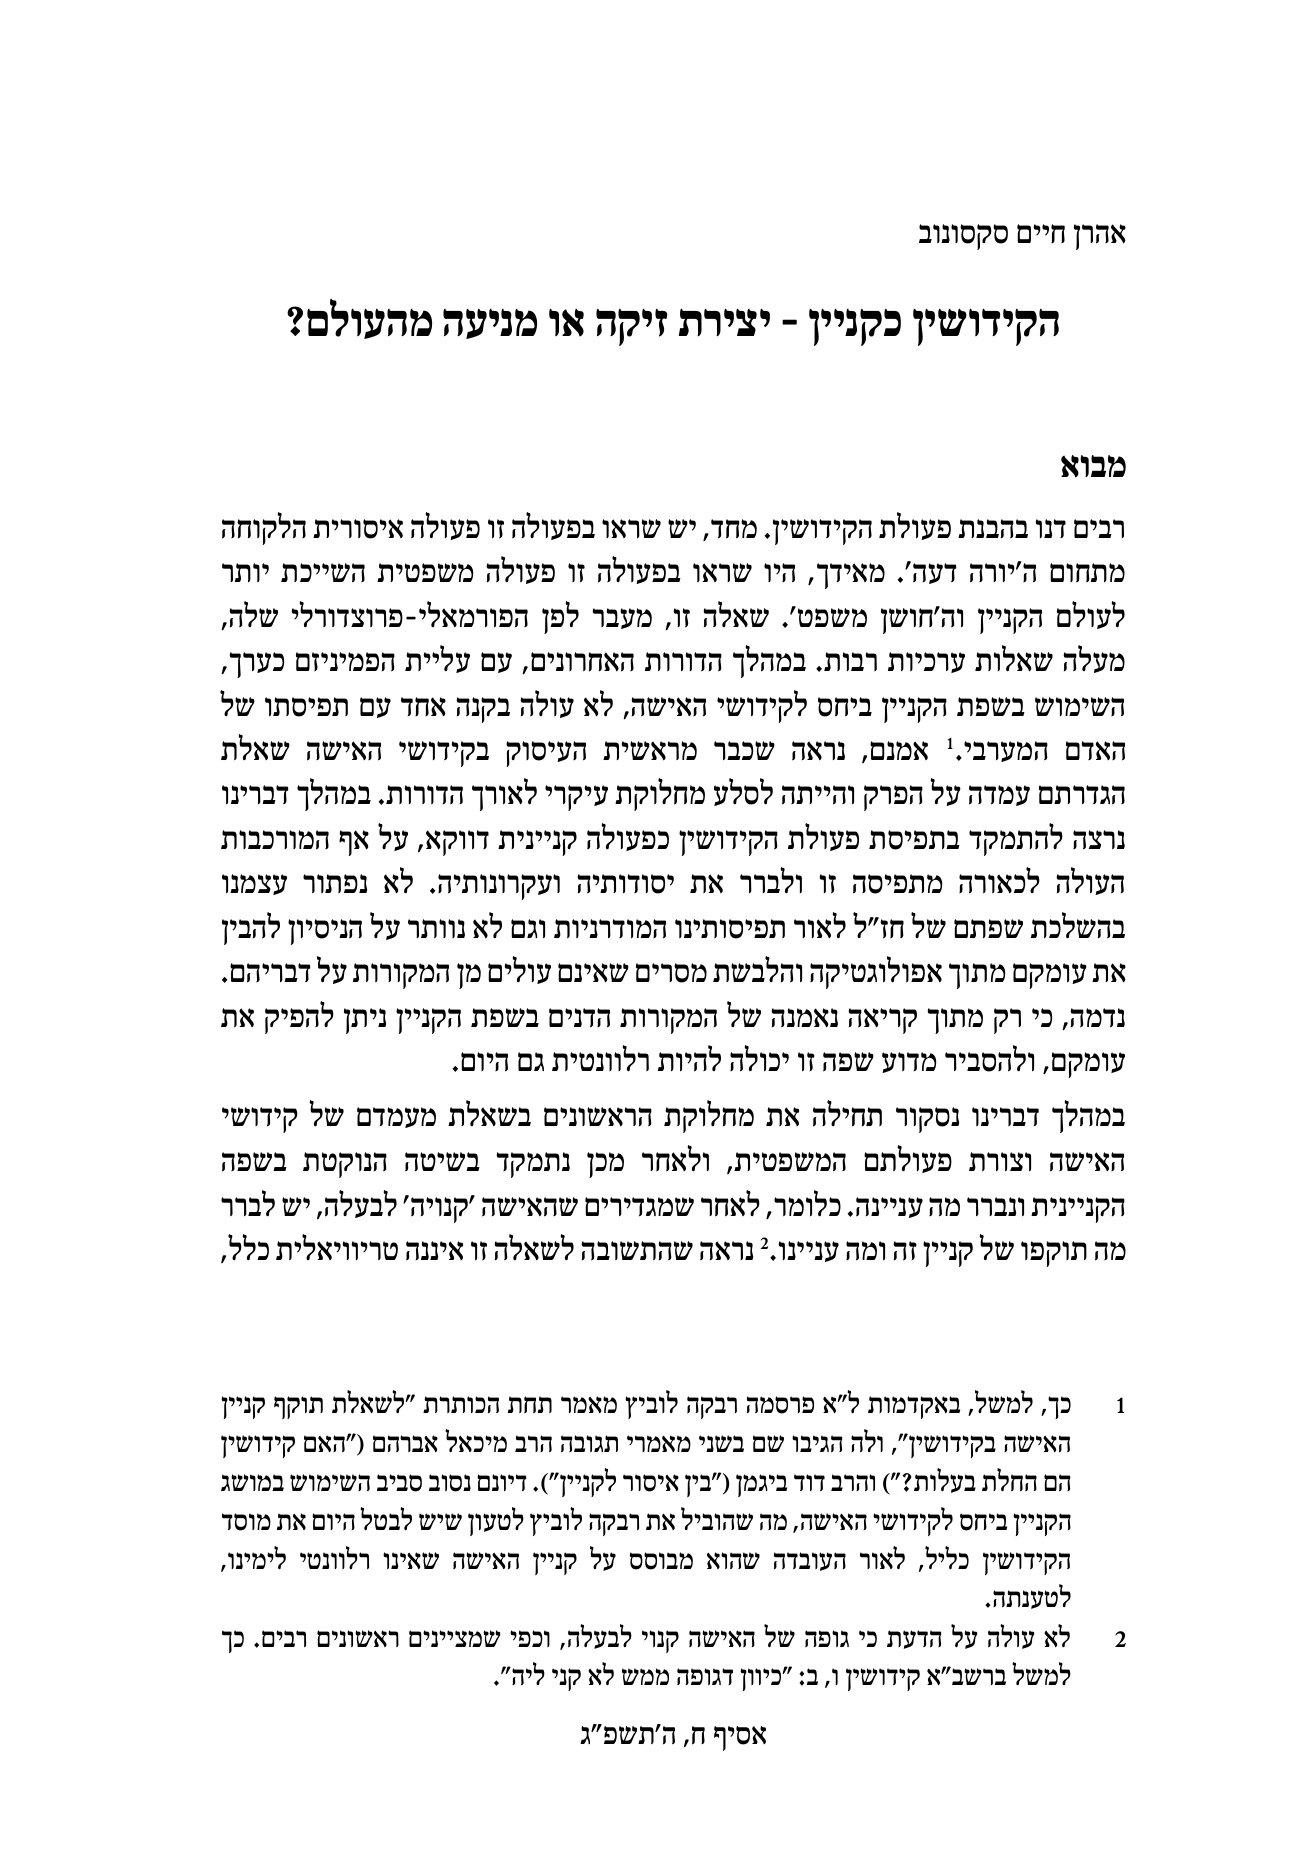 אהרן חיים סקסונוב
הקידושין כקניין - יצירת זיקה או מניעה מהעולם?
מבוא
רבים דנו בהבנת פעולת הקידושין. מחד, יש שראו בפעולה זו פעולה איסורית הלקוחה
מתחום ה'יורה דעה'. מאידך, היו שראו בפעולה זו פעולה משפטית השייכת יותר
לעולם הקניין וה'חושן משפט'. שאלה זו, מעבר לפן הפורמאלי-פרוצדורלי שלה,
מעלה שאלות ערכיות רבות. במהלך הדורות האחרונים, עם עליית הפמיניזם כערך,
השימוש בשפת הקניין ביחס לקידושי האישה, לא עולה בקנה אחד עם תפיסתו של
האדם המערבי.1 אמנם, נראה שכבר מראשית העיסוק בקידושי האישה שאלת
הגדרתם עמדה על הפרק והייתה לסלע מחלוקת עיקרי לאורך הדורות. במהלך דברינו
נרצה להתמקד בתפיסת פעולת הקידושין כפעולה קניינית דווקא, על אף המורכבות
העולה לכאורה מתפיסה זו ולברר את יסודותיה ועקרונותיה. לא נפתור עצמנו
בהשלכת שפתם של חז"ל לאור תפיסותינו המודרניות וגם לא נוותר על הניסיון להבין
את עומקם מתוך אפולוגטיקה והלבשת מסרים שאינם עולים מן המקורות על דבריהם.
נדמה, כי רק מתוך קריאה נאמנה של המקורות הדנים בשפת הקניין ניתן להפיק את
עומקם, ולהסביר מדוע שפה זו יכולה להיות רלוונטית גם היום.
במהלך דברינו נסקור תחילה את מחלוקת הראשונים בשאלת מעמדם של קידושי
האישה וצורת פעולתם המשפטית, ולאחר מכן נתמקד בשיטה הנוקטת בשפה
הקניינית ונברר מה עניינה. כלומר, לאחר שמגדירים שהאישה 'קנויה' לבעלה, יש לברר
מה תוקפו של קניין זה ומה עניינו.2 נראה שהתשובה לשאלה זו איננה טריוויאלית כלל,
1 כך, למשל, באקדמות ל"א פרסמה רבקה לוביץ מאמר תחת הכותרת "לשאלת תוקף קניין
האישה בקידושין", ולה הגיבו שם בשני מאמרי תגובה הרב מיכאל אברהם ("האם קידושין
הם החלת בעלות?") והרב דוד ביגמן ("בין איסור לקניין"). דיונם נסוב סביב השימוש במושג
הקניין ביחס לקידושי האישה, מה שהוביל את רבקה לוביץ לטעון שיש לבטל היום את מוסד
הקידושין כליל, לאור העובדה שהוא מבוסס על קניין האישה שאינו רלוונטי לימינו,
לטענתה.
2 לא עולה על הדעת כי גופה של האישה קנוי לבעלה, וכפי שמציינים ראשונים רבים. כך
למשל ברשב"א קידושין ו, ב: "כיוון דגופה ממש לא קני ליה".
אסיף ח, ה'תשפ"ג